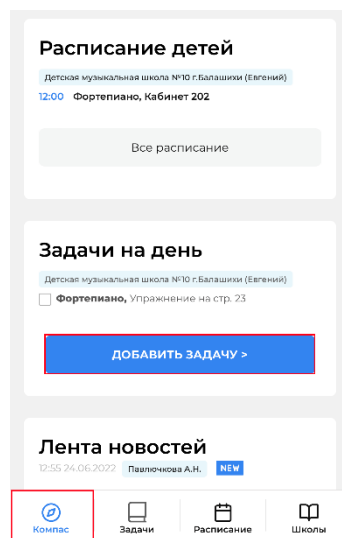 Расписание детей
Детская музыкальная школа №10 г.Балашихи (Евгений)
12:00 Фортепиано, Кабинет 202
Все расписание
Задачи на день
Детская музыкальная школа №10 г.Балашихи (Евгений)
Фортепиано, Упражнение на стр. 23
ДОБАВИТЬ ЗАДАЧУ >
Лента новостей
12:55 24.06.2022 Павлючкова А.Н. NEW
Компас Задачи Расписание Школы